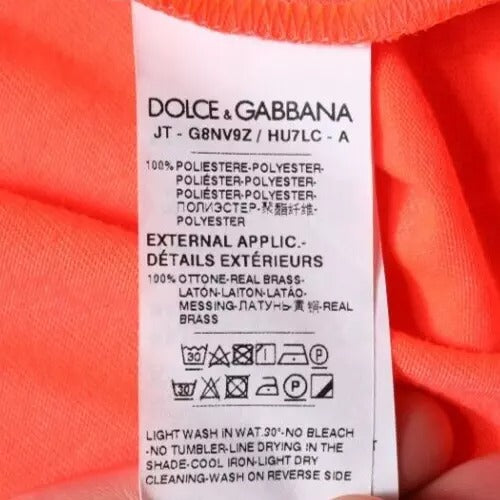 DOLCE & GABBANA
JT - G8NV9Z / HU7LC - A
100% POLIESTERE-POLYESTER-
POLIÉSTER-POLYESTER-
POLIÉSTER-POLYESTER-
ПОЛИЭСТЕР-聚酯纤维-
POLYESTER
EXTERNAL APPLIC.-
DÉTAILS EXTÉRIEURS
100% OTTONE-REAL BRASS-
LATÓN-LAITON-LATÃO-
MESSING-ЛАТУНЬ-黄铜-REAL
BRASS
30 P
30 P
LIGHT WASH IN WAT.30°-NO BLEACH
-NO TUMBLER-LINE DRYING IN THE
SHADE-COOL IRON-LIGHT DRY
CLEANING-WASH ON REVERSE SIDE